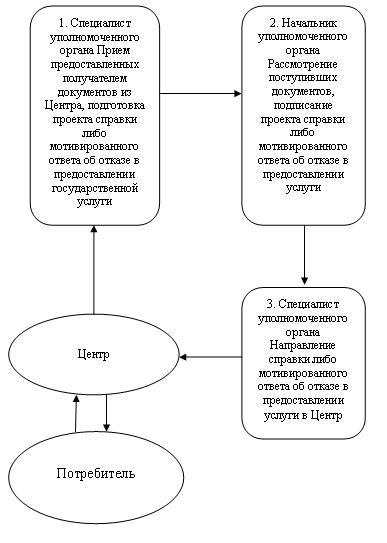 1. Специалист
уполномоченного
органа Прием
предоставленных
получателем
документов из
Центра, подготовка
проекта справки
либо
мотивированного
ответа об отказе в
предоставлении
государственной
услуги
2. Начальник
уполномоченного
органа
Рассмотрение
поступивших
документов,
подписание
проекта справки
либо
мотивированного
ответа об отказе в
предоставлении
услуги
3. Специалист
уполномоченного
органа
Направление
справки либо
мотивированного
ответа об отказе в
предоставлении
услуги в Центр
Центр
Потребитель